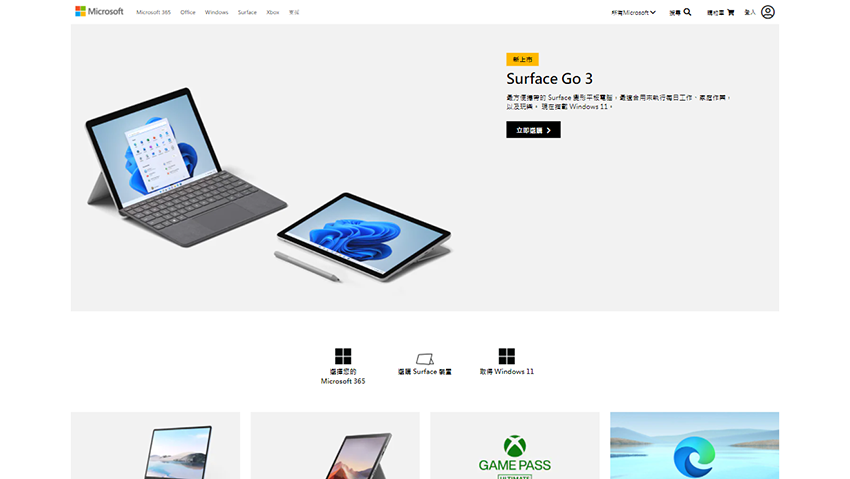 Microsoft
Microsoft 365 Office Windows Surface Xbox 支援
所有Microsoft 搜尋 購物車 登入
新上市
Surface Go 3
最方便攜帶的 Surface 變形平板電腦，最適合用來執行每日工作、家庭作業，
以及玩樂。 現在搭載 Windows 11。
立即選購
選擇您的
Microsoft 365
選購 Surface 裝置
取得 Windows 11
GAME PASS
ULTIMATE